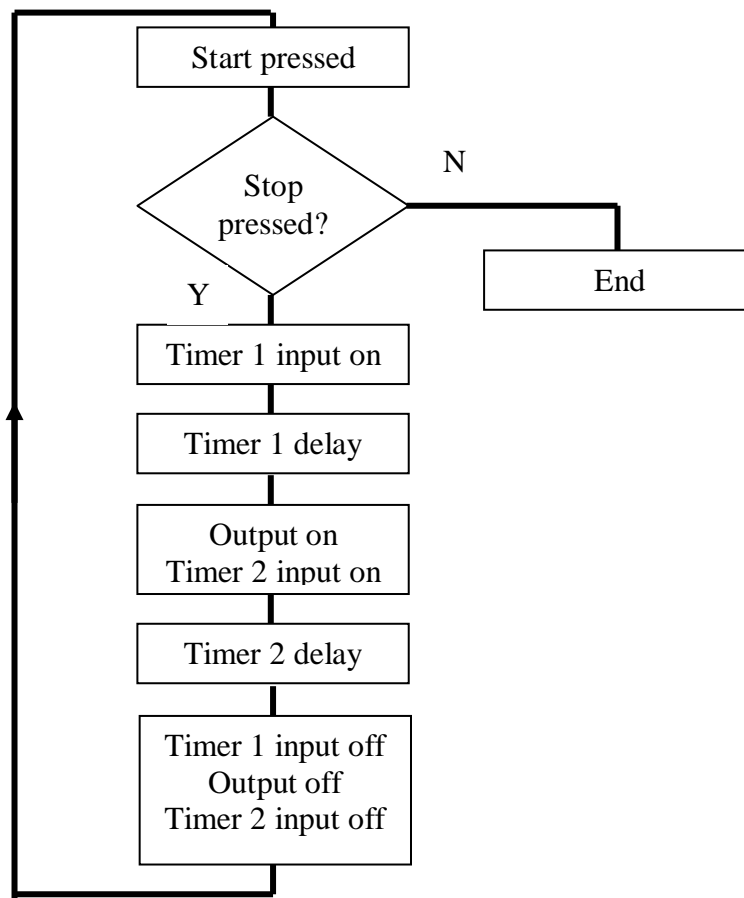 Start pressed
Stop
pressed?
N
End
Y
Timer 1 input on
Timer 1 delay
Output on
Timer 2 input on
Timer 2 delay
Timer 1 input off
Output off
Timer 2 input off